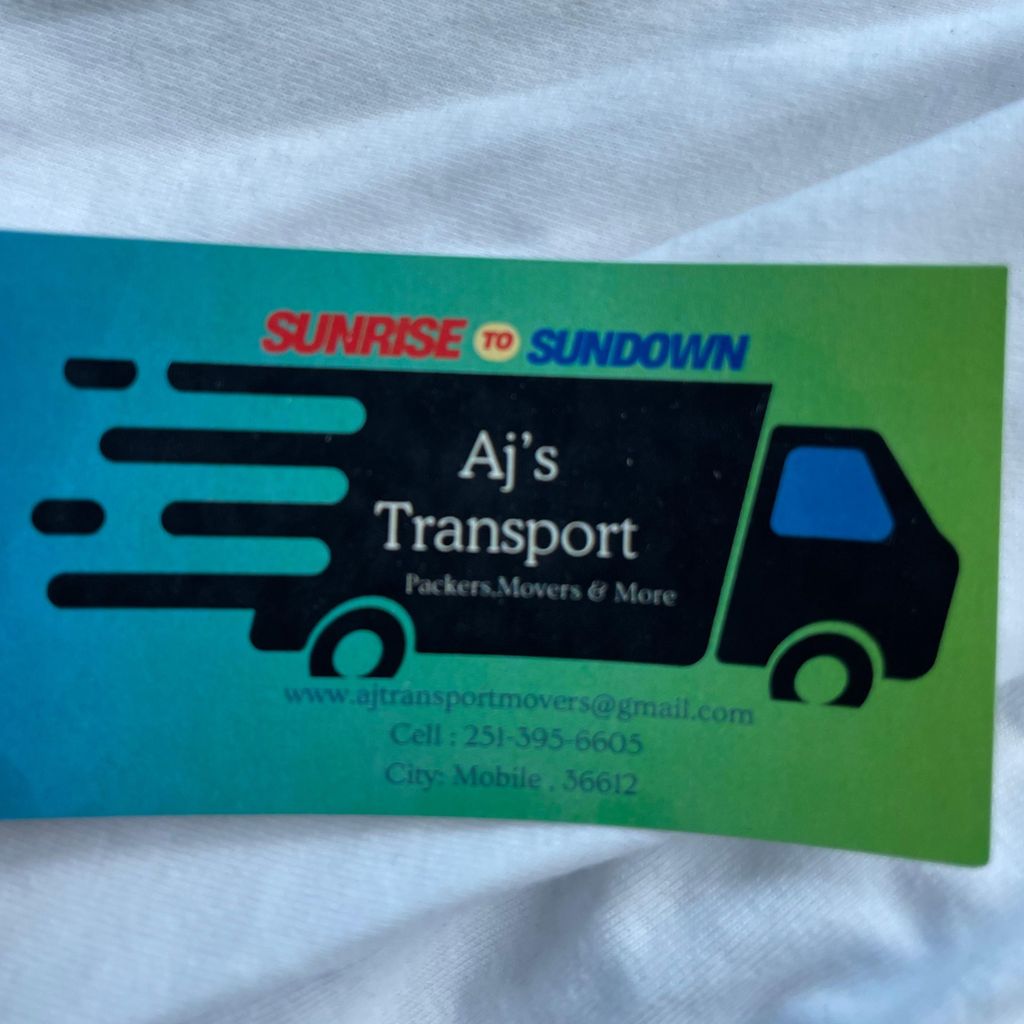 SUNRISE TO SUNDOWN
Aj's
Transport
Packers,Movers & More
www.ajtransportmovers@gmail.com
Cell : 251-395-6605
City: Mobile , 36612